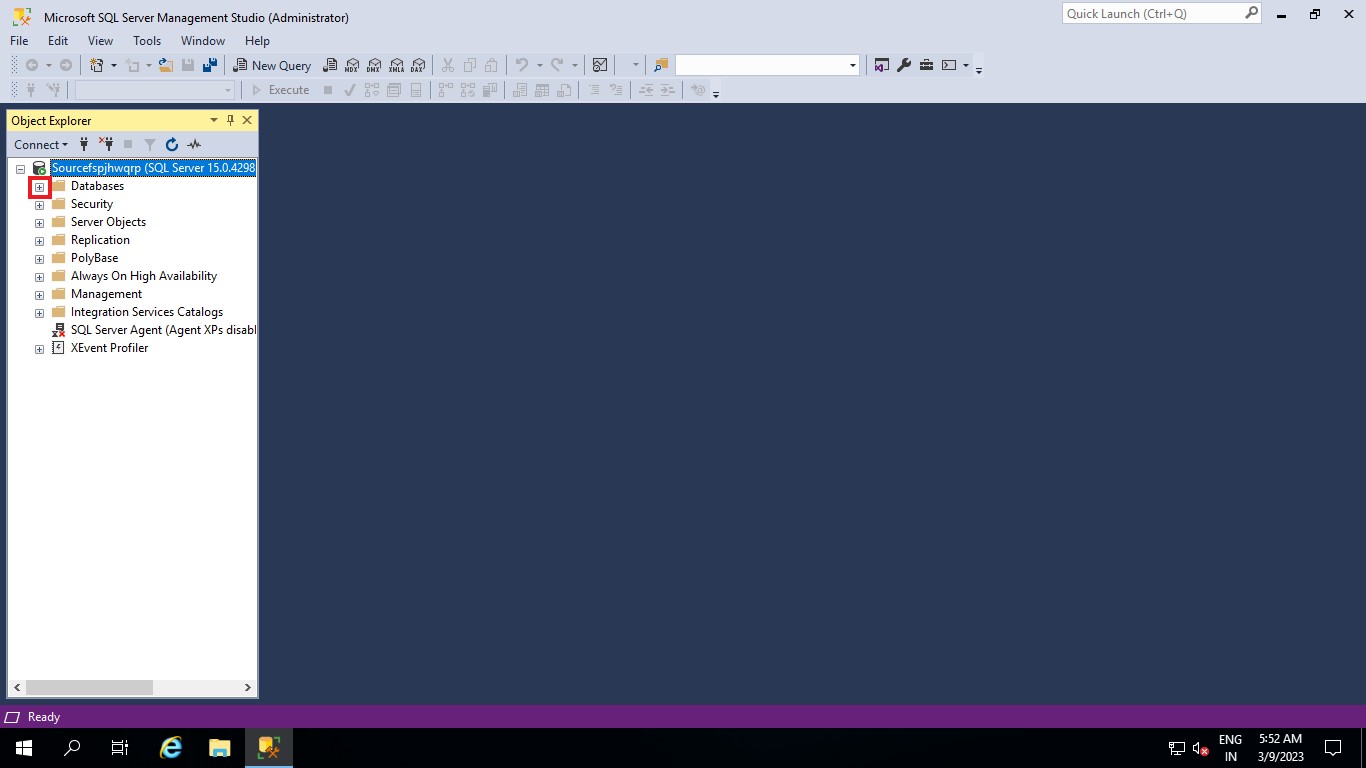 Microsoft SQL Server Management Studio (Administrator)
Quick Launch (Ctrl+Q)
File Edit View Tools Window Help
New Query
MDX DMX XMLA DAX
Execute
Object Explorer
Connect
Sourcefspjhwqrp (SQL Server 15.0.4298
Databases
Security
Server Objects
Replication
PolyBase
Always On High Availability
Management
Integration Services Catalogs
SQL Server Agent (Agent XPs disabl
XEvent Profiler
Ready
ENG
IN
5:52 AM
3/9/2023